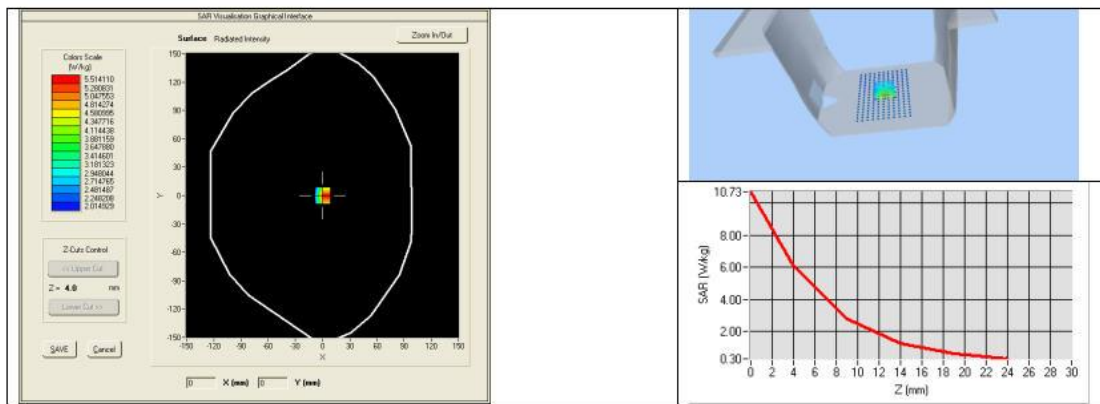 SAR Visualisation Graphical Interface
Surface Radiated Intensity
Zoom In/Out
Colors Scale
(W/kg)
5.514110
5.280831
5.047553
4.814274
4.580995
4.347716
4.114438
3.881159
3.647880
3.414601
3.181323
2.948044
2.714765
2.481487
2.248208
2.014929
Z-Cuts Control
<< Upper Cut
Z = 4.0 mm
Lower Cut >>
SAVE Cancel
Y
150
120
90
60
30
0
-30
-60
-90
-120
-150
-150 -120 -90 -60 -30 0 30 60 90 120 150
X
0 X (mm) 0 Y (mm)
SAR (W/kg)
10.73
8.00
6.00
4.00
2.00
0.30
0 2 4 6 8 10 12 14 16 18 20 22 24 26 28 30
Z (mm)